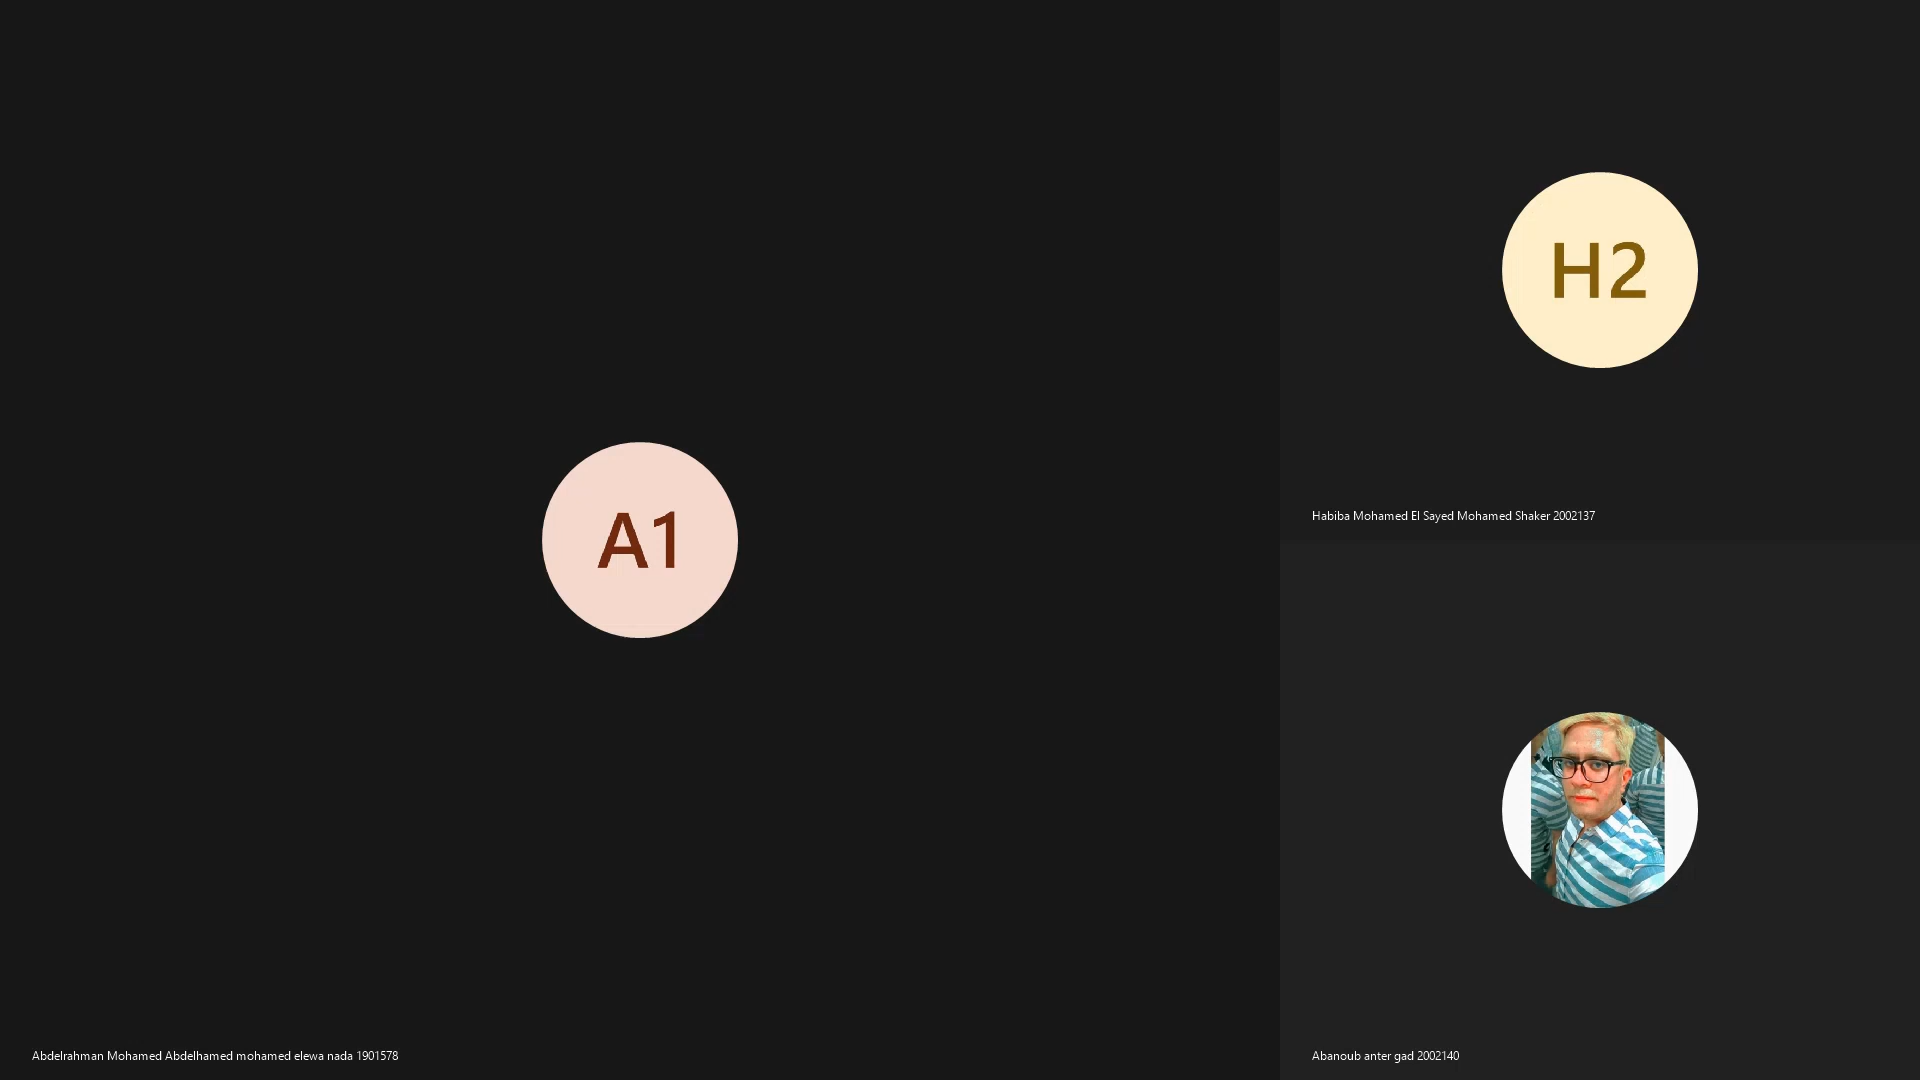 A1
Abdelrahman Mohamed Abdelhamed mohamed elewa nada 1901578
H2
Habiba Mohamed El Sayed Mohamed Shaker 2002137
Abanoub anter gad 2002140